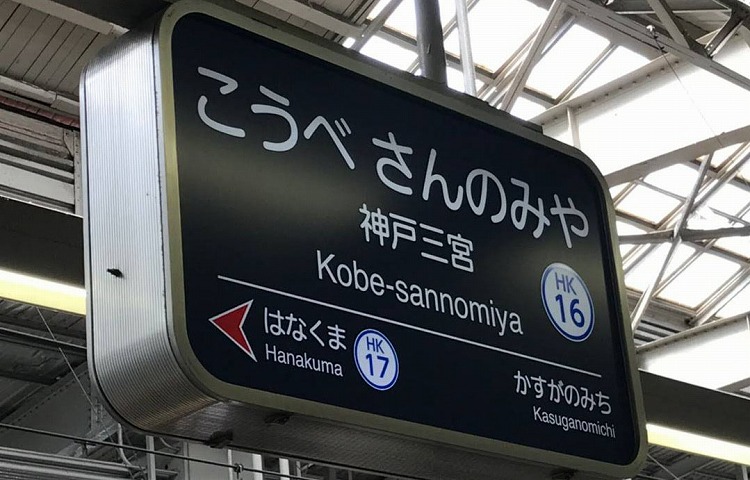 こうべ さんのみや
神戸三宮
Kobe-sannomiya
HK
16
はなくま
Hanakuma
HK
17
かすがのみち
Kasuganomichi